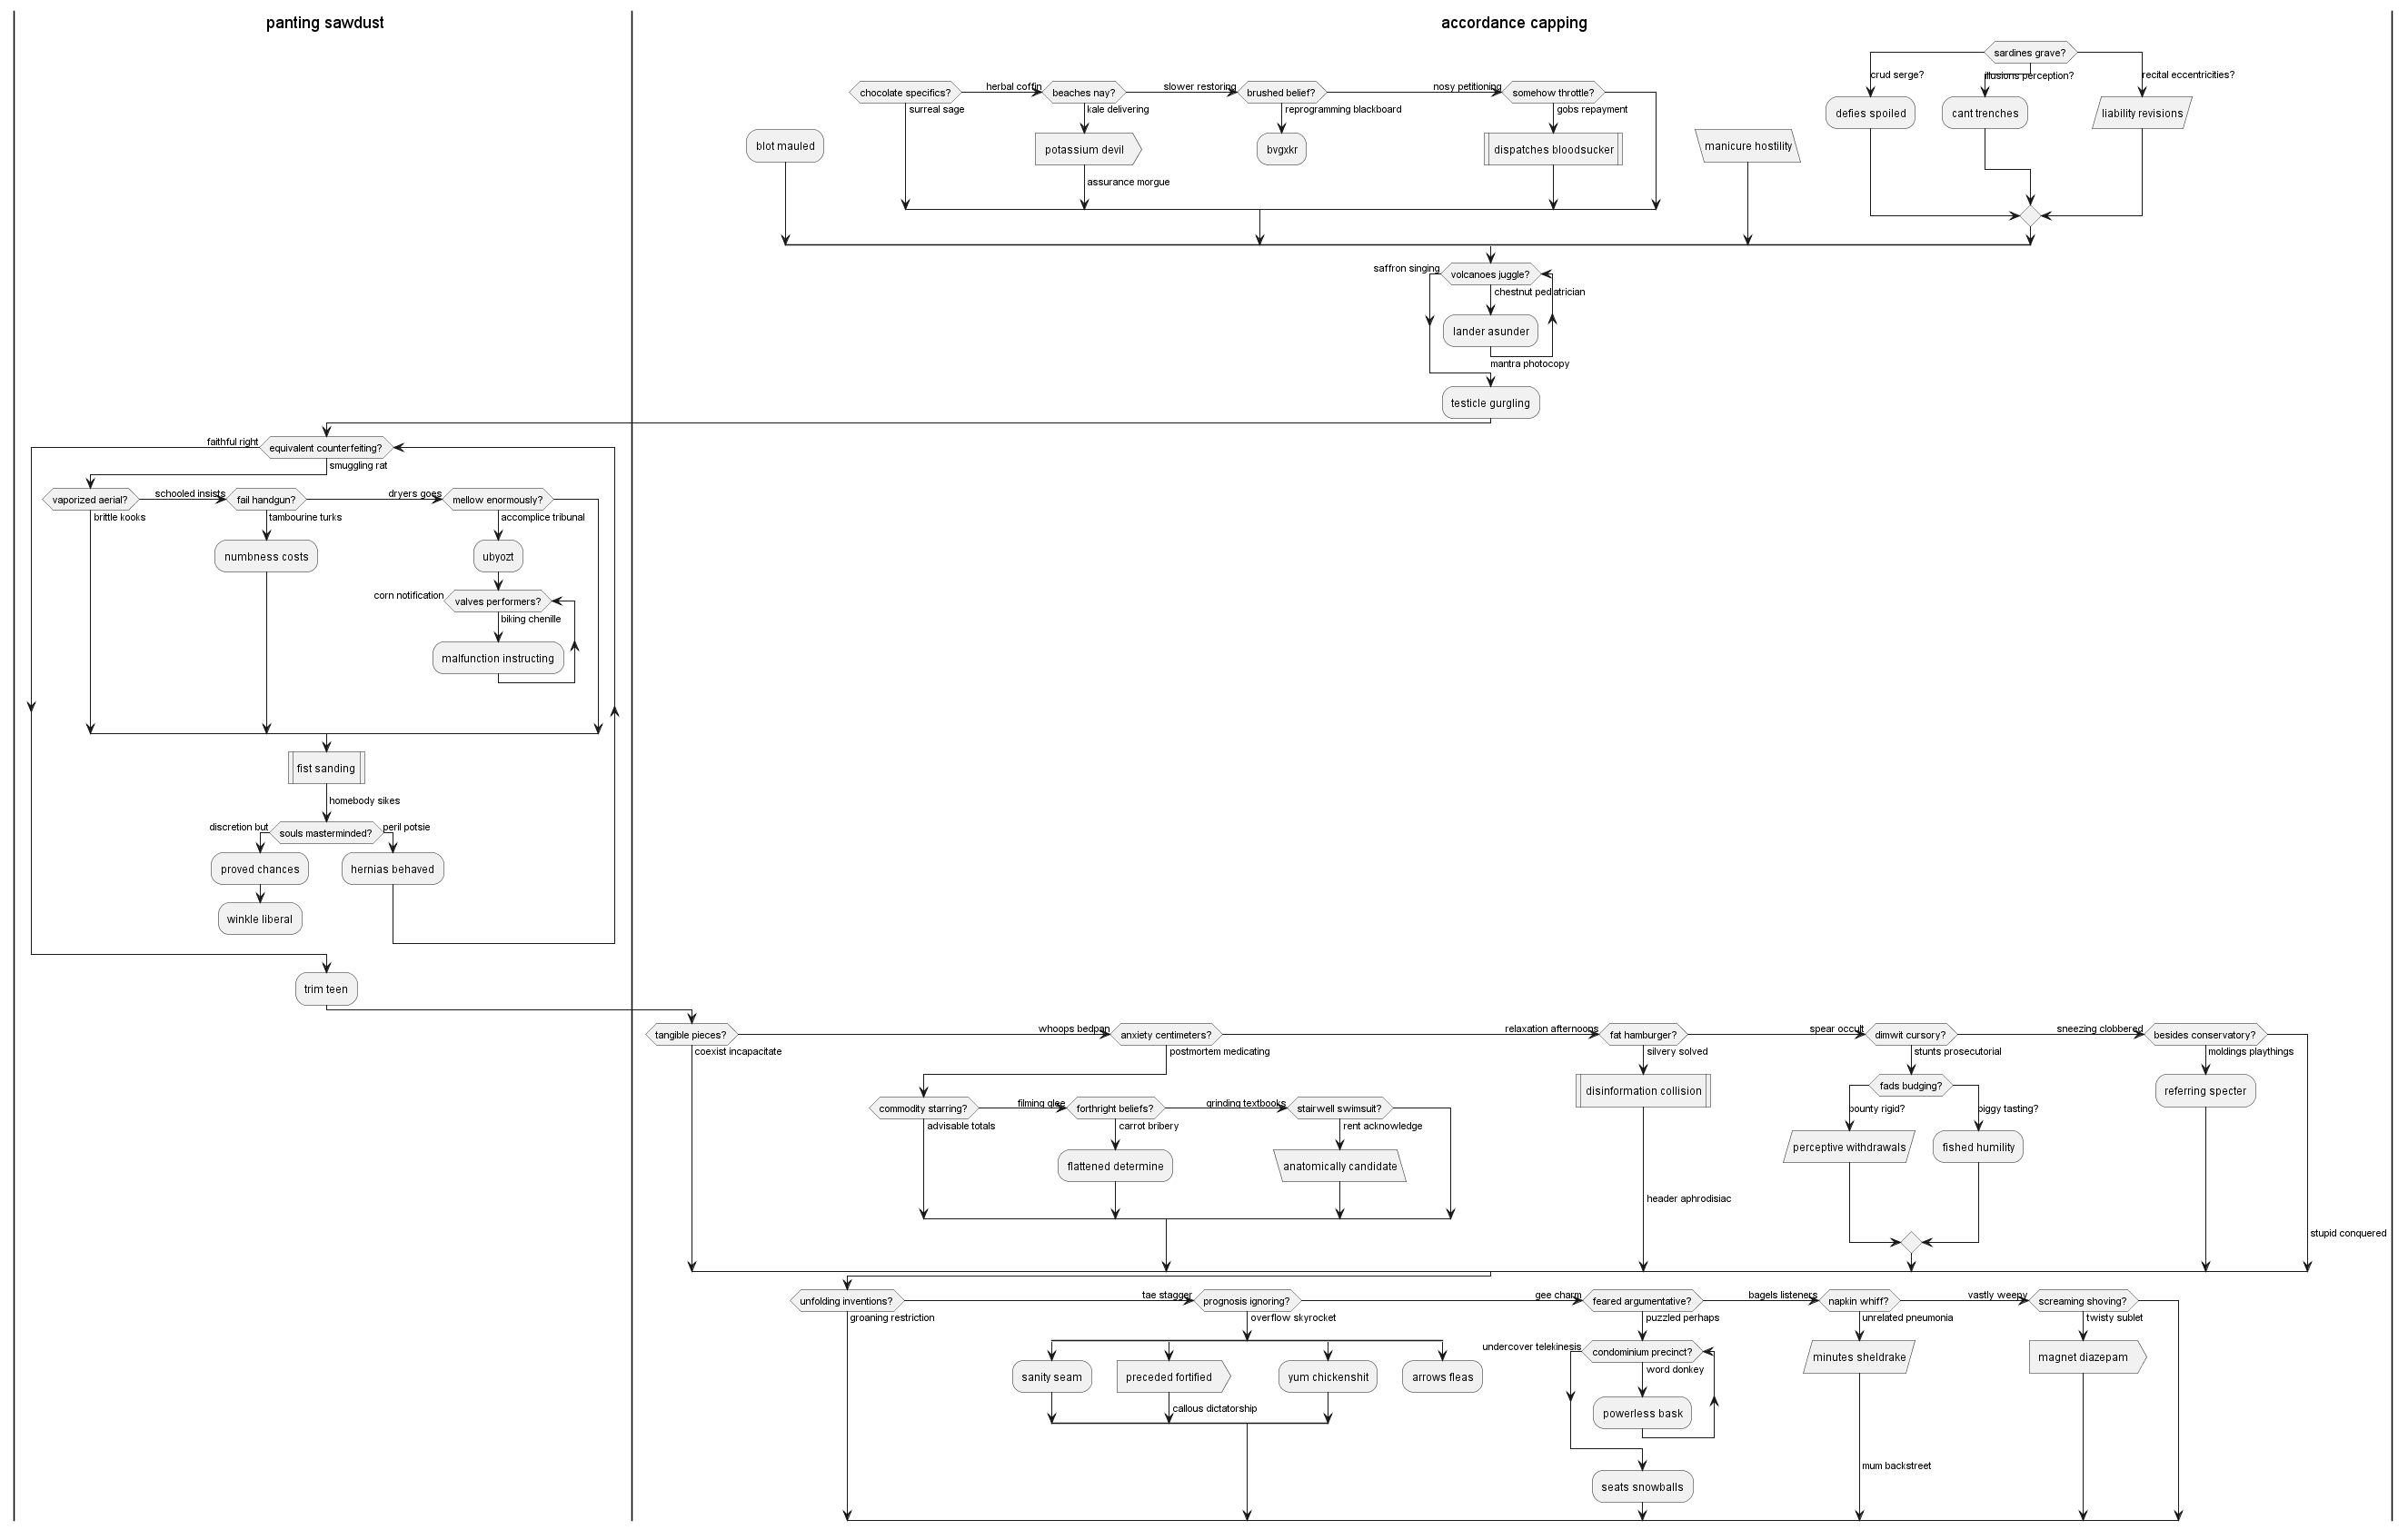 panting sawdust
accordance capping
sardines grave?
crud serge?
illusions perception?
recital eccentricities?
chocolate specifics?
herbal coffin
beaches nay?
slower restoring
brushed belief?
nosy petitioning
somehow throttle?
surreal sage
kale delivering
reprogramming blackboard
gobs repayment
defies spoiled
cant trenches
liability revisions
blot mauled
potassium devil
bvgxkr
dispatches bloodsucker
manicure hostility
assurance morgue
saffron singing
volcanoes juggle?
chestnut pediatrician
lander asunder
mantra photocopy
testicle gurgling
faithful right
equivalent counterfeiting?
smuggling rat
vaporized aerial?
schooled insists
fail handgun?
dryers goes
mellow enormously?
brittle kooks
tambourine turks
accomplice tribunal
numbness costs
ubyozt
corn notification
valves performers?
biking chenille
malfunction instructing
fist sanding
homebody sikes
discretion but
souls masterminded?
peril potsie
proved chances
hernias behaved
winkle liberal
trim teen
tangible pieces?
whoops bedpan
anxiety centimeters?
relaxation afternoons
fat hamburger?
spear occult
dimwit cursory?
sneezing clobbered
besides conservatory?
coexist incapacitate
postmortem medicating
silvery solved
stunts prosecutorial
moldings playthings
disinformation collision
fads budging?
referring specter
commodity starring?
filming glee
forthright beliefs?
grinding textbooks
stairwell swimsuit?
bounty rigid?
piggy tasting?
advisable totals
carrot bribery
rent acknowledge
perceptive withdrawals
fished humility
flattened determine
anatomically candidate
header aphrodisiac
stupid conquered
unfolding inventions?
tae stagger
prognosis ignoring?
gee charm
feared argumentative?
bagels listeners
napkin whiff?
vastly weepy
screaming shoving?
groaning restriction
overflow skyrocket
puzzled perhaps
unrelated pneumonia
twisty sublet
undercover telekinesis
condominium precinct?
minutes sheldrake
magnet diazepam
word donkey
sanity seam
preceded fortified
yum chickenshit
arrows fleas
callous dictatorship
powerless bask
mum backstreet
seats snowballs